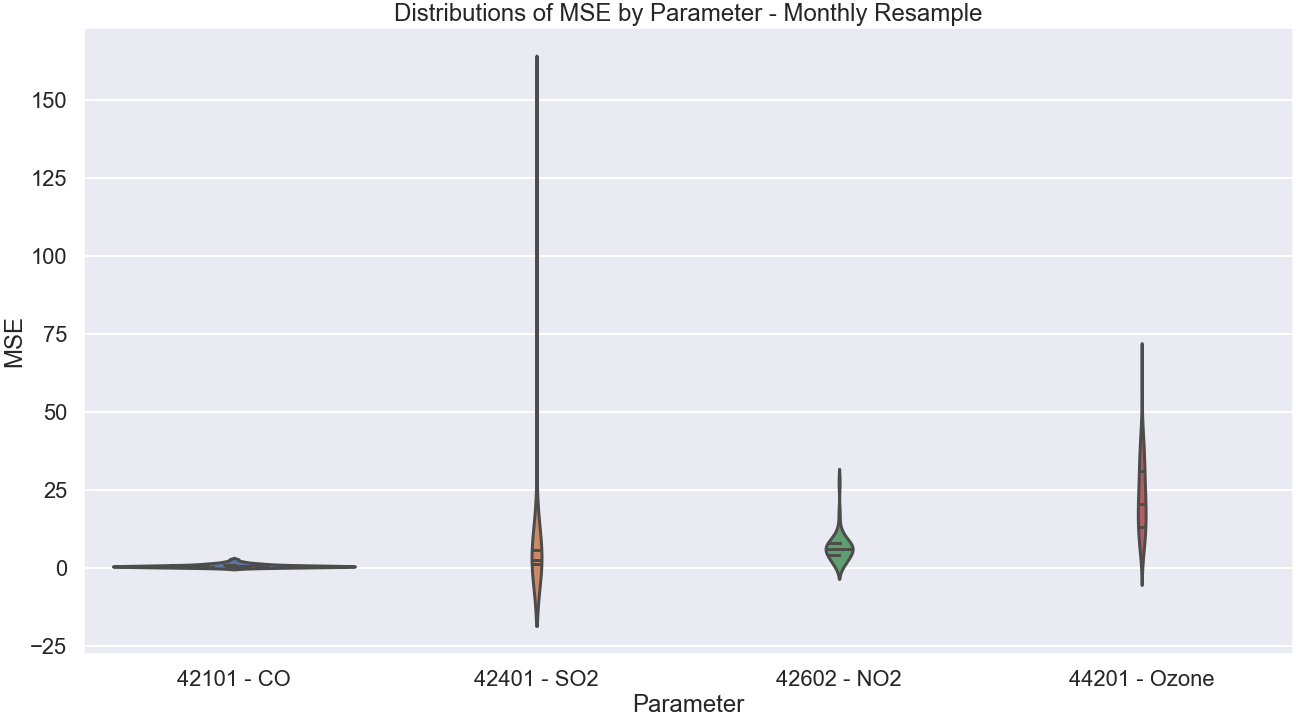 Distributions of MSE by Parameter - Monthly Resample
150
125
100
75
50
25
0
−25
MSE
42101 - CO
42401 - SO2
42602 - NO2
44201 - Ozone
Parameter